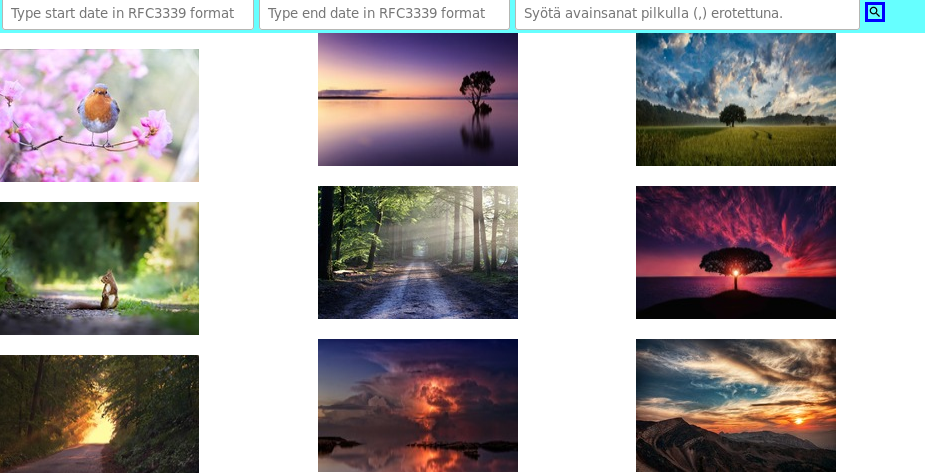 Type start date in RFC3339 format
Type end date in RFC3339 format
Syötä avainsanat pilkulla (,) erotettuna.